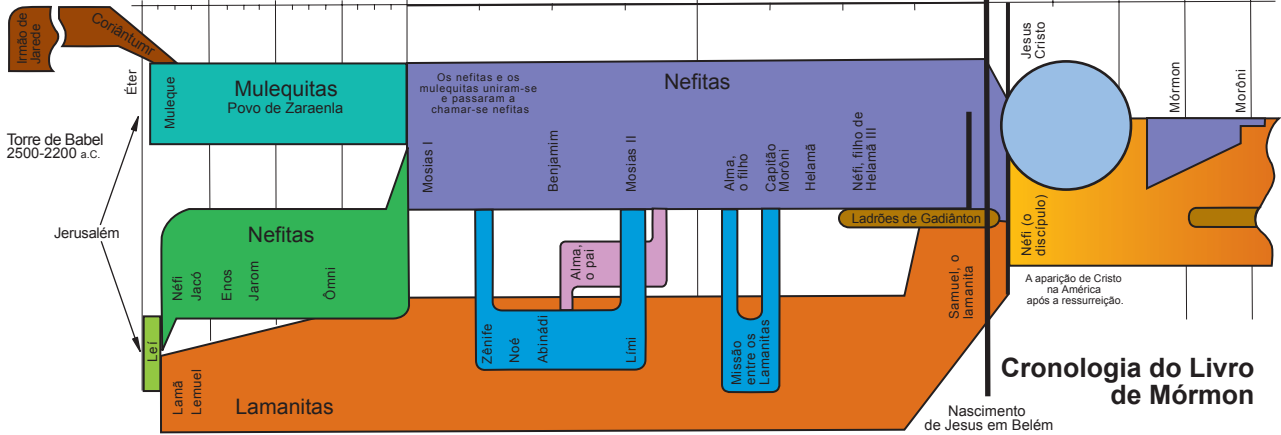 Irmão de
Jarede
Coriântumr
Éter
Torre de Babel
2500-2200 a.C.
Jerusalém
Muleque
Mulequitas
Povo de Zaraenla
Os nefitas e os
mulequitas uniram-se
e passaram a
chamar-se nefitas
Nefitas
Mosias I
Benjamim
Mosias II
Alma,
o filho
Capitão
Morôni
Helamã
Néfi, filho de
Helamã III
Ladrões de Gadiânton
Jesus
Cristo
Mórmon
Morôni
Néfi (o
discípulo)
A aparição de Cristo
na América
após a ressurreição.
Nefitas
Néfi
Jacó
Enos
Jarom
Ômni
Alma,
o pai
Leí
Lamã
Lemuel
Lamanitas
Zênife
Noé
Abinádi
Lími
Missão
entre os
Lamanitas
Samuel, o
lamanita
Nascimento
de Jesus em Belém
Cronologia do Livro
de Mórmon